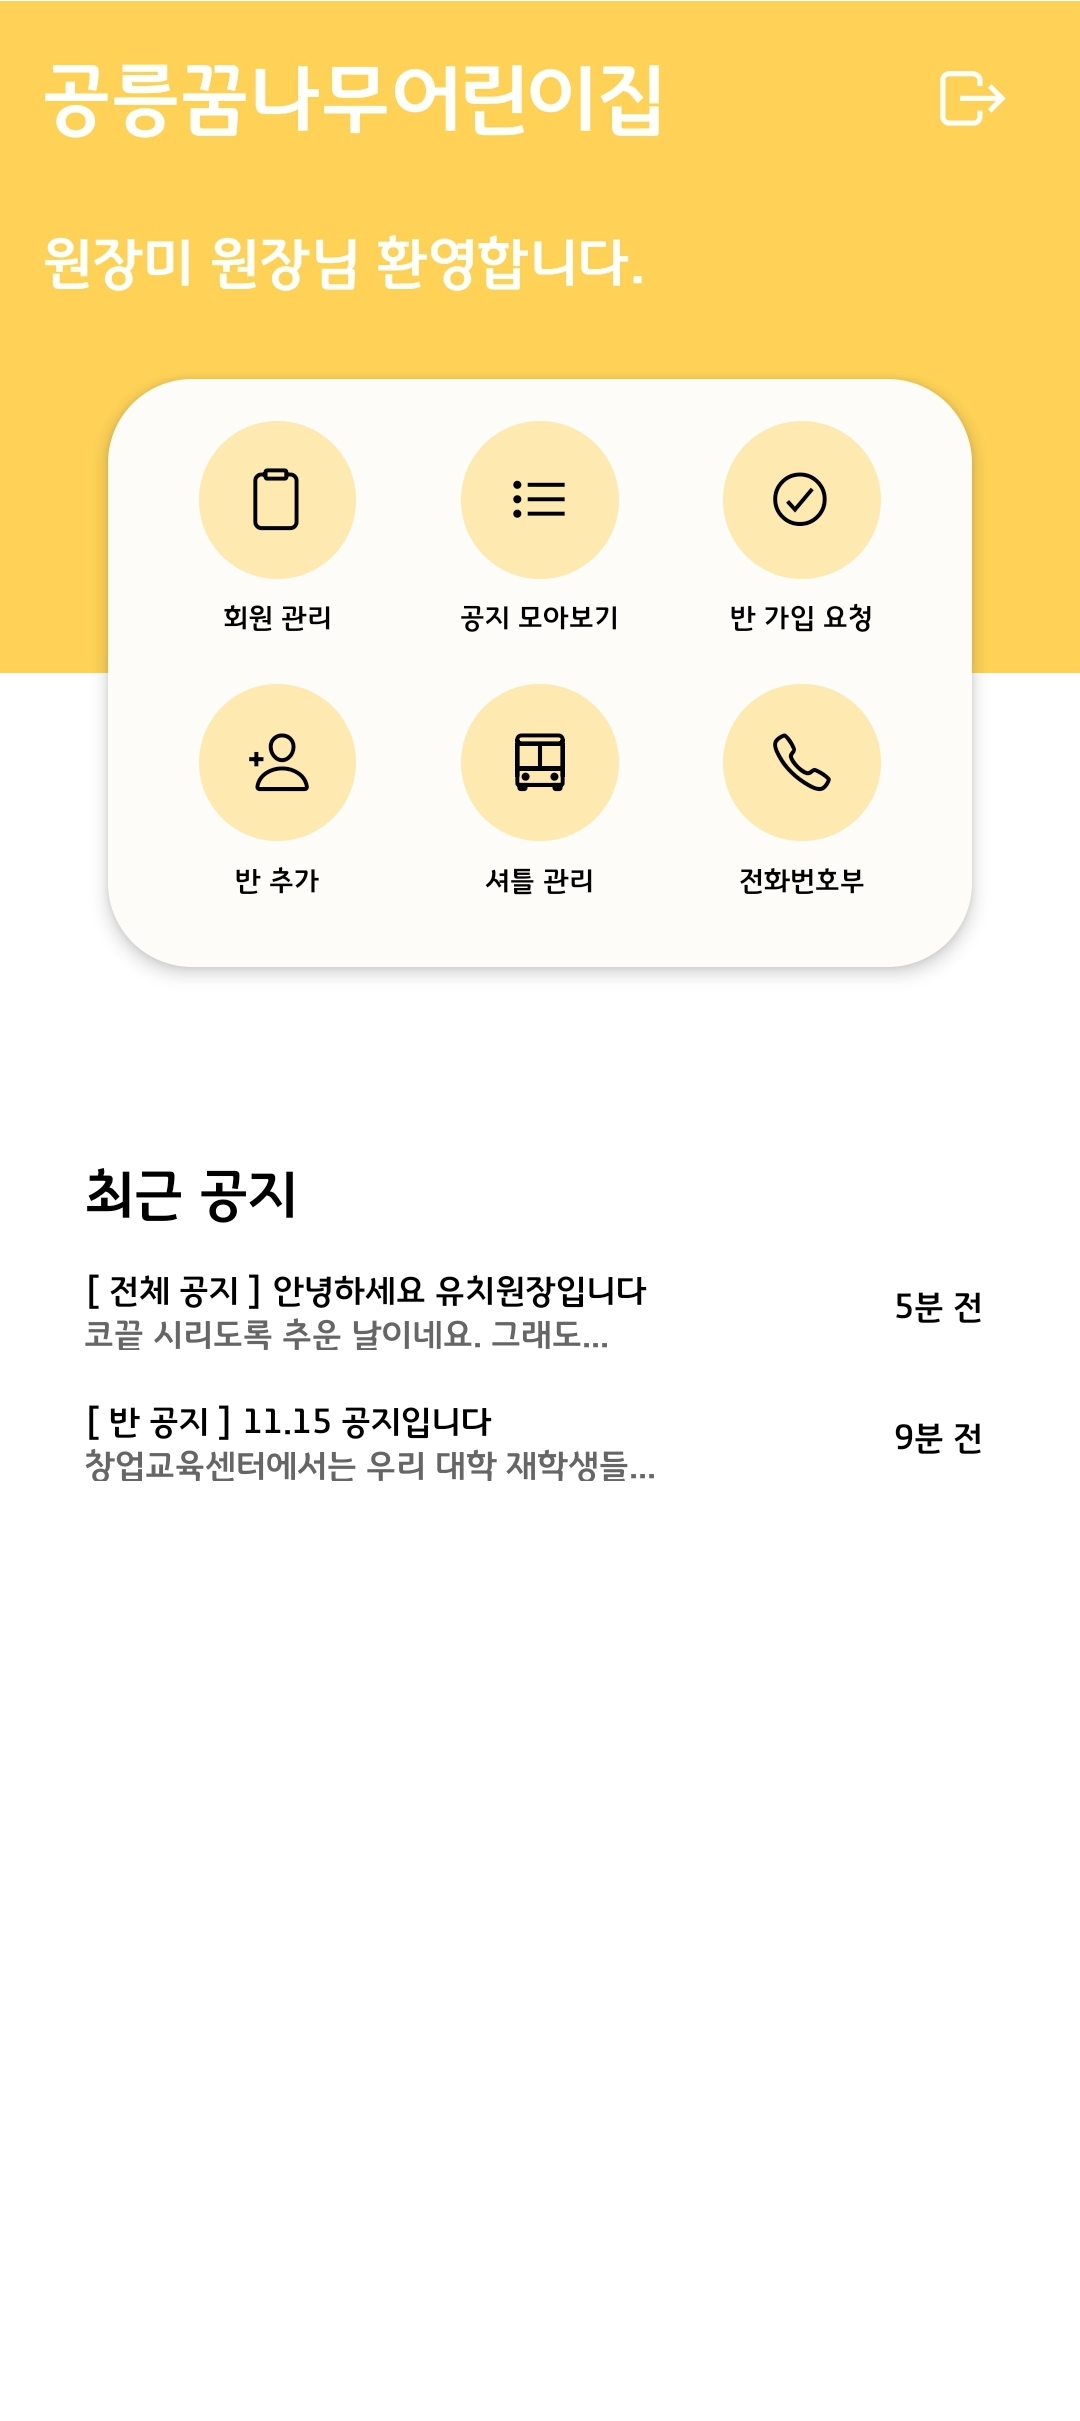 공릉꿈나무어린이집
원장미 원장님 환영합니다.
회원 관리
공지 모아보기
반 가입 요청
반 추가
셔틀 관리
전화번호부
최근 공지
[ 전체 공지 ] 안녕하세요 유치원장입니다
코끝 시리도록 추운 날이네요. 그래도...
5분 전
[ 반 공지 ] 11.15 공지입니다
창업교육센터에서는 우리 대학 재학생들...
9분 전